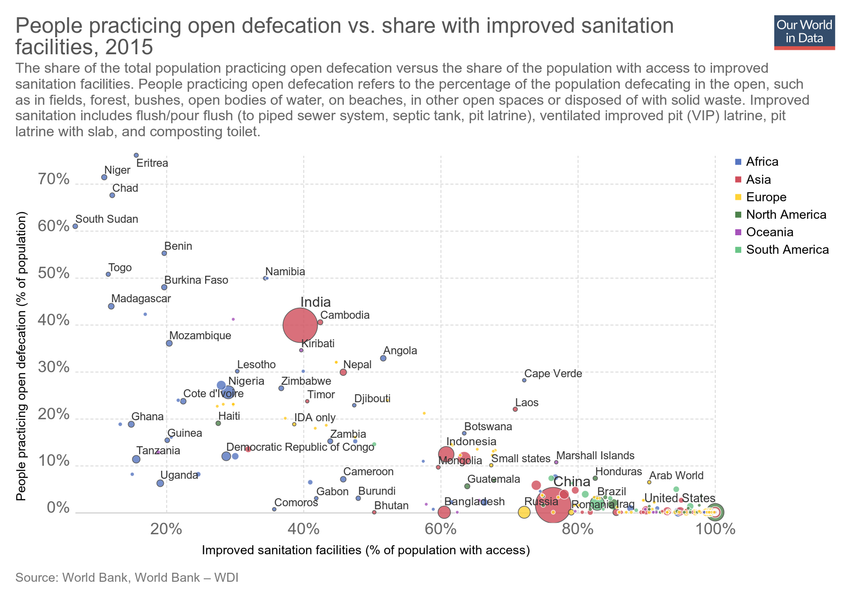 People practicing open defecation vs. share with improved sanitation
facilities, 2015
Our World
in Data
The share of the total population practicing open defecation versus the share of the population with access to improved
sanitation facilities. People practicing open defecation refers to the percentage of the population defecating in the open, such
as in fields, forest, bushes, open bodies of water, on beaches, in other open spaces or disposed of with solid waste. Improved
sanitation includes flush/pour flush (to piped sewer system, septic tank, pit latrine), ventilated improved pit (VIP) latrine, pit
latrine with slab, and composting toilet.
People practicing open defecation (% of population)
70%
60%
50%
40%
30%
20%
10%
0%
Eritrea
Niger
Chad
South Sudan
Benin
Togo
Namibia
Burkina Faso
Madagascar
India
Cambodia
Mozambique
Kiribati
Angola
Lesotho
Nepal
Nigeria
Zimbabwe
Cape Verde
Cote d'Ivoire
Timor
Djibouti
Laos
Ghana
Haiti
IDA only
Guinea
Zambia
Botswana
Tanzania
Democratic Republic of Congo
Indonesia
Mongolia
Small states
Marshall Islands
Uganda
Cameroon
Guatemala
China
Honduras
Arab World
Comoros
Gabon
Burundi
Bhutan
Bangladesh
Russia
Romania
Brazil
Iraq
United States
20%
40%
60%
80%
100%
Improved sanitation facilities (% of population with access)
Africa
Asia
Europe
North America
Oceania
South America
Source: World Bank, World Bank – WDI